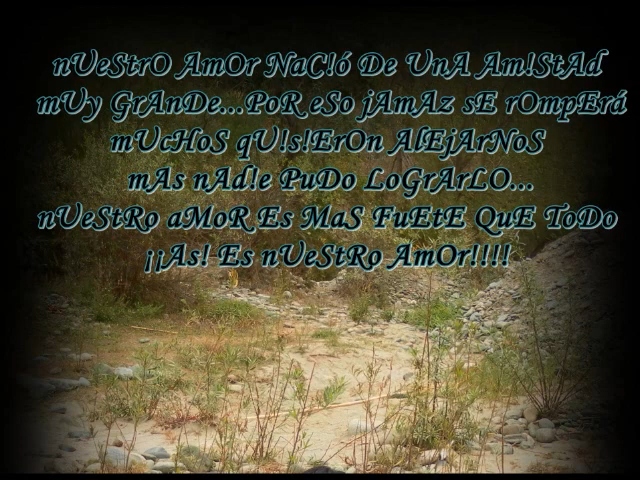 nUeStrO AmOr NaC!ó De UnA Am!StAd
mUy GrAnDe...PoR eSo jAmAz sE rOmpErá
mUcHoS qU!s!ErOn AlEjArNoS
mAs nAd!e PuDo LoGrArLO...
nUeStRo aMoR Es MaS FuEtE QuE ToDo
¡¡As! Es nUeStRo AmOr!!!!